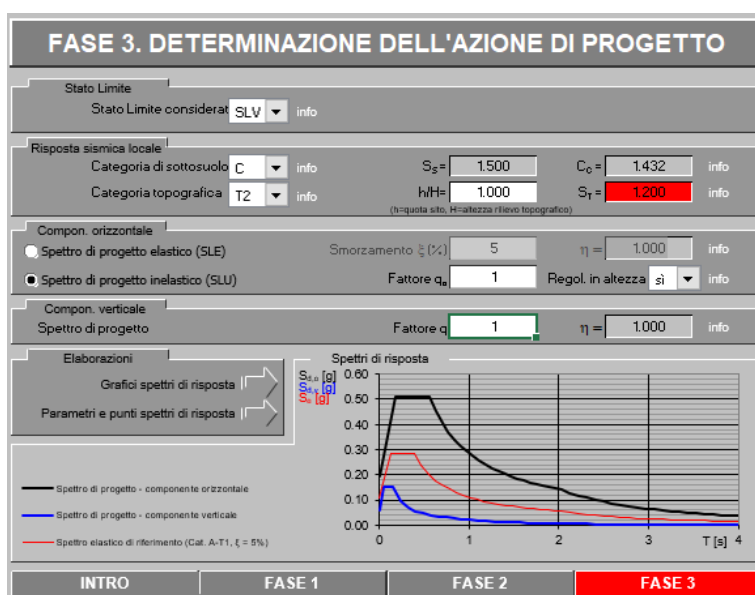 FASE 3. DETERMINAZIONE DELL'AZIONE DI PROGETTO
Stato Limite
Stato Limite considerat SLV info
Risposta sismica locale
Categoria di sottosuolo C info Ss = 1.500 Cc = 1.432 info
Categoria topografica T2 info h/H= 1.000 ST = 1.200 info
(h=quota sito, H=altezza rilievo topografico)
Compon. orizzontale
Spettro di progetto elastico (SLE) Smorzamento ξ (%) 5 η = 1.000 info
Spettro di progetto inelastico (SLU) Fattore qo 1 Regol. in altezza sì info
Compon. verticale
Spettro di progetto Fattore q 1 η = 1.000 info
Elaborazioni
Grafici spettri di risposta
Parametri e punti spettri di risposta
Spettri di risposta
Sd,o [g]
Sd,v [g]
Se [g]
0.60
0.50
0.40
0.30
0.20
0.10
0.00
0 1 2 3 T [s] 4
Spettro di progetto - componente orizzontale
Spettro di progetto - componente verticale
Spettro elastico di riferimento (Cat. A-T1, ξ = 5%)
INTRO FASE 1 FASE 2 FASE 3